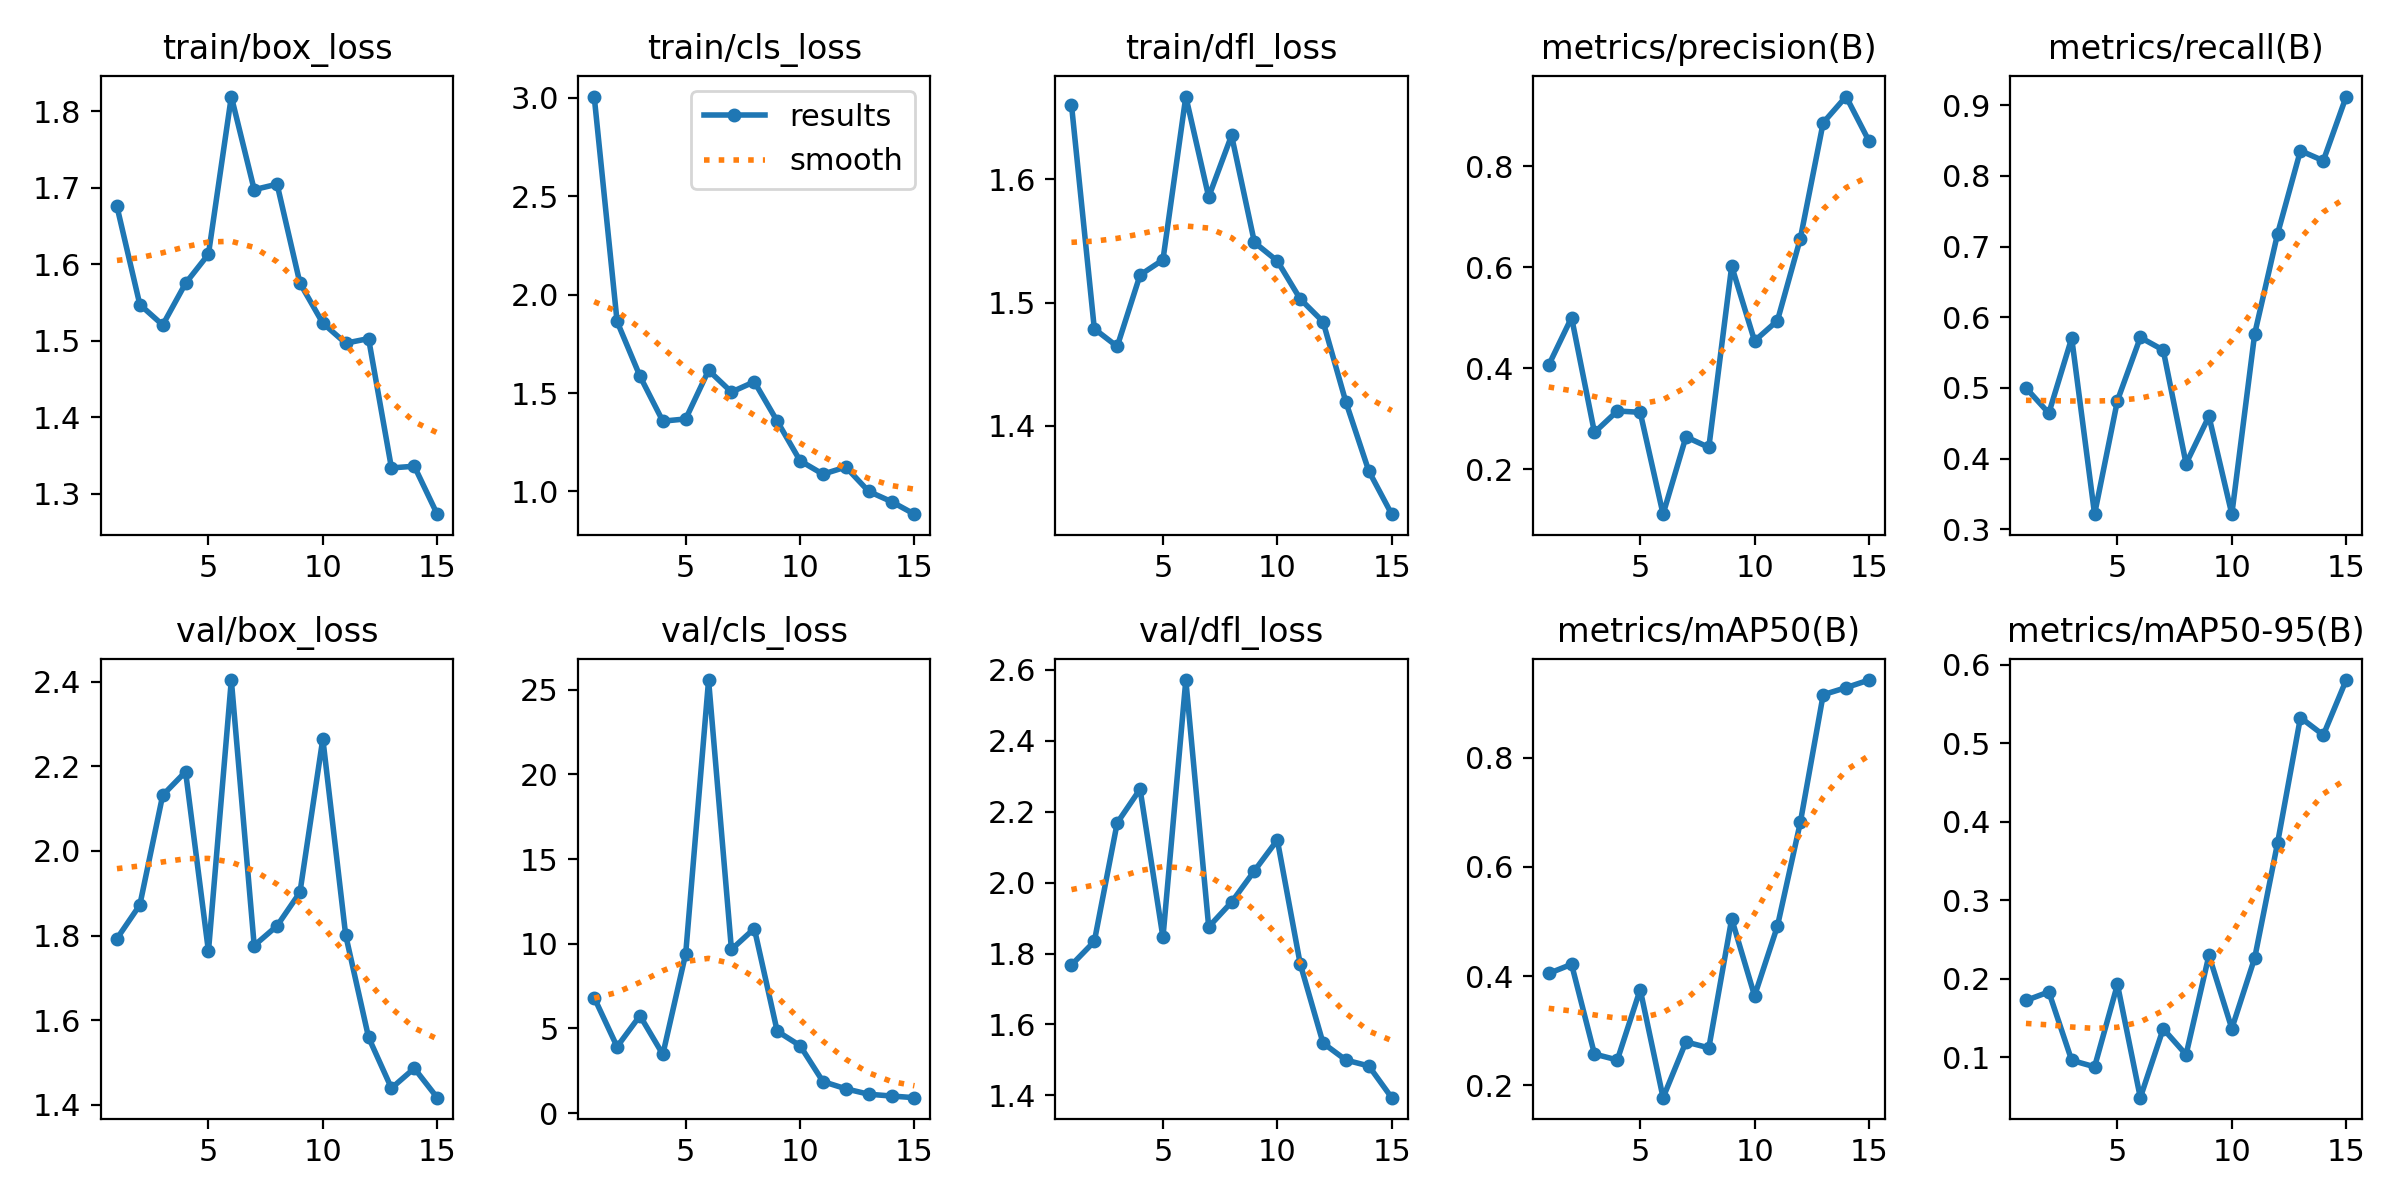 train/box_loss
1.8
1.7
1.6
1.5
1.4
1.3
5 10 15
train/cls_loss
3.0
2.5
2.0
1.5
1.0
5 10 15
results
smooth
train/dfl_loss
1.6
1.5
1.4
5 10 15
metrics/precision(B)
0.8
0.6
0.4
0.2
5 10 15
metrics/recall(B)
0.9
0.8
0.7
0.6
0.5
0.4
0.3
5 10 15
val/box_loss
2.4
2.2
2.0
1.8
1.6
1.4
5 10 15
val/cls_loss
25
20
15
10
5
0
5 10 15
val/dfl_loss
2.6
2.4
2.2
2.0
1.8
1.6
1.4
5 10 15
metrics/mAP50(B)
0.8
0.6
0.4
0.2
5 10 15
metrics/mAP50-95(B)
0.6
0.5
0.4
0.3
0.2
0.1
5 10 15